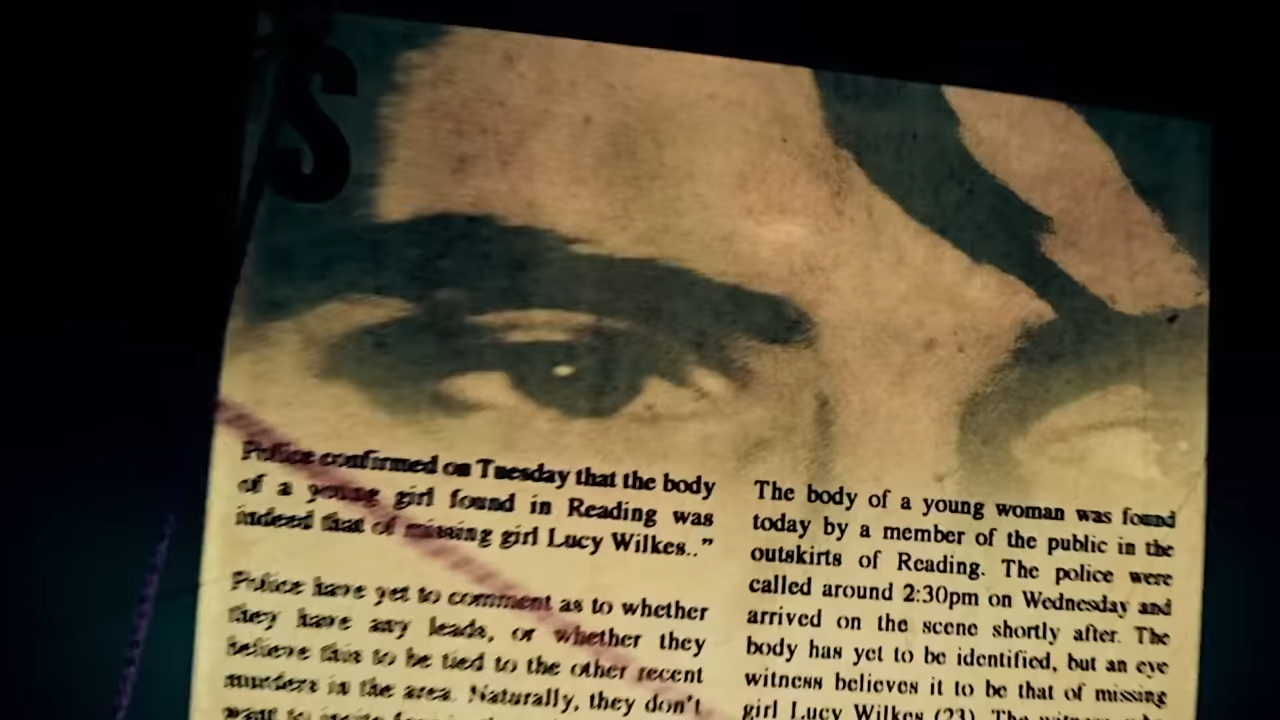 S
Police confirmed on Tuesday that the body
of a young girl found in Reading was
indeed that of missing girl Lucy Wilkes.."
Police have yet to comment as to whether
they have any leads, or whether they
believe this to be tied to the other recent
murders in the area. Naturally, they don't
want to
The body of a young woman was found
today by a member of the public in the
outskirts of Reading. The police were
called around 2:30pm on Wednesday and
arrived on the scene shortly after. The
body has yet to be identified, but an eye
witness believes it to be that of missing
girl Lucy Wilkes (23). The witness